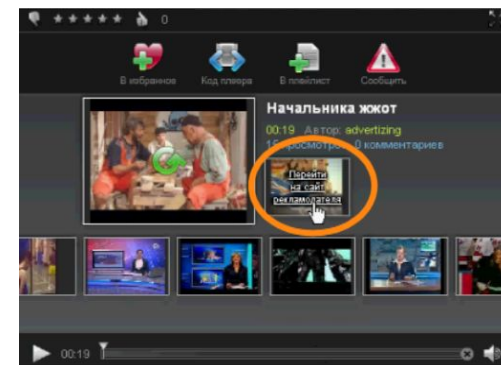 0
В избранное
Код плеера
В плейлист
Сообщить
Начальника жжот
00:19 Автор: advertizing
15 просмотров 0 комментариев
Перейти
на сайт
рекламодателя
00:19